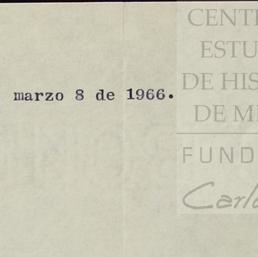 CENT
ESTU
DE HIS
marzo 8 de 1966.
DE M
FUND
Carl